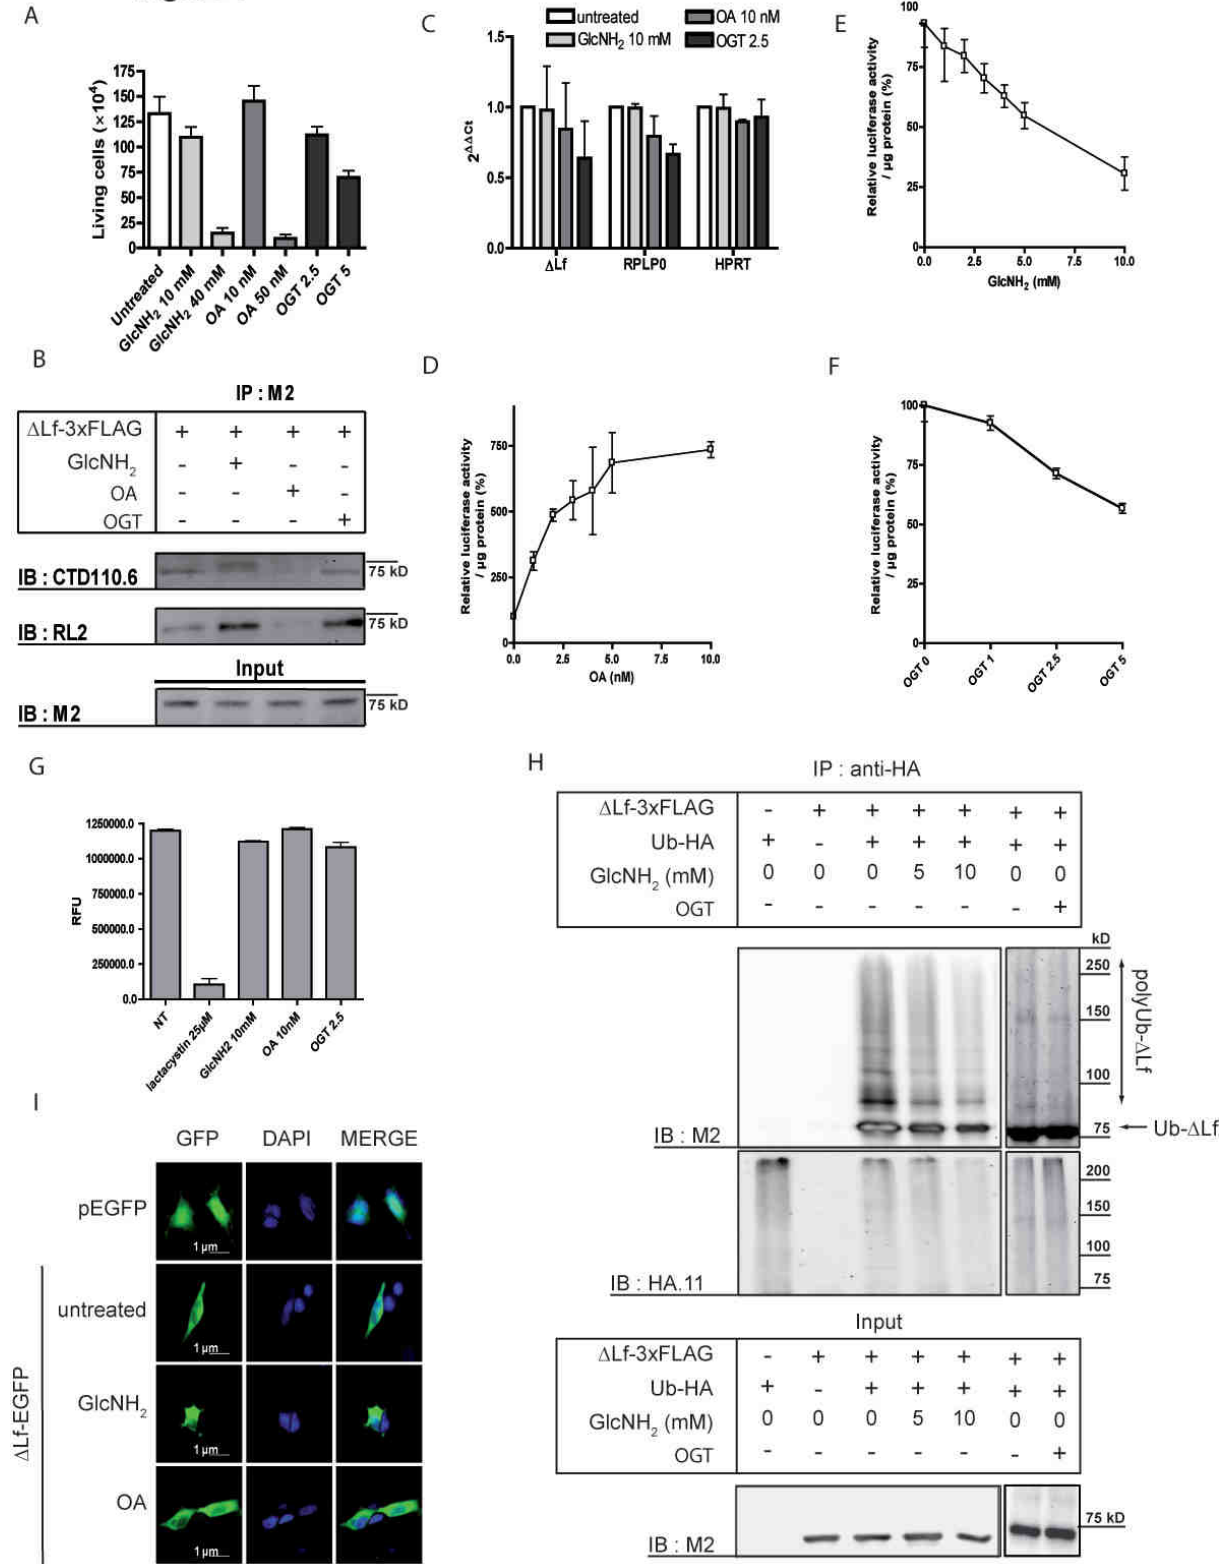 A
Living cells (×10⁴)
175
150
125
100
75
50
25
0
Untreated
GlcNH₂ 10 mM
GlcNH₂ 40 mM
OA 10 nM
OA 50 nM
OGT 2.5
OGT 5
C
untreated
OA 10 nM
GlcNH₂ 10 mM
OGT 2.5
2^ΔΔCt
1.5
1.0
0.5
0.0
ΔLf
RPLP0
HPRT
E
Relative luciferase activity
/ µg protein (%)
100
75
50
25
0
0.0
2.5
5.0
7.5
10.0
GlcNH₂ (mM)
B
IP : M2
ΔLf-3xFLAG + + + +
GlcNH₂ - + - -
OA - - + -
OGT - - - +
IB : CTD110.6
75 kD
IB : RL2
75 kD
Input
IB : M2
75 kD
D
Relative luciferase activity
/ µg protein (%)
750
500
250
0
0.0
2.5
5.0
7.5
10.0
OA (nM)
F
Relative luciferase activity
/ µg protein (%)
100
75
50
25
0
OGT 0
OGT 1
OGT 2.5
OGT 5
G
RFU
1250000.0
1000000.0
750000.0
500000.0
250000.0
0.0
NT
lactacystin 25µM
GlcNH2 10mM
OA 10nM
OGT 2.5
H
IP : anti-HA
ΔLf-3xFLAG - + + + + + +
Ub-HA + - + + + + +
GlcNH₂ (mM) 0 0 0 5 10 0 0
OGT - - - - - - +
kD
250
150
100
75
polyUb-ΔLf
Ub-ΔLf
IB : M2
200
150
100
75
IB : HA.11
Input
ΔLf-3xFLAG - + + + + + +
Ub-HA + - + + + + +
GlcNH₂ (mM) 0 0 0 5 10 0 0
OGT - - - - - - +
75 kD
IB : M2
I
GFP DAPI MERGE
pEGFP
1 µm
untreated
1 µm
GlcNH₂
1 µm
OA
1 µm
ΔLf-EGFP